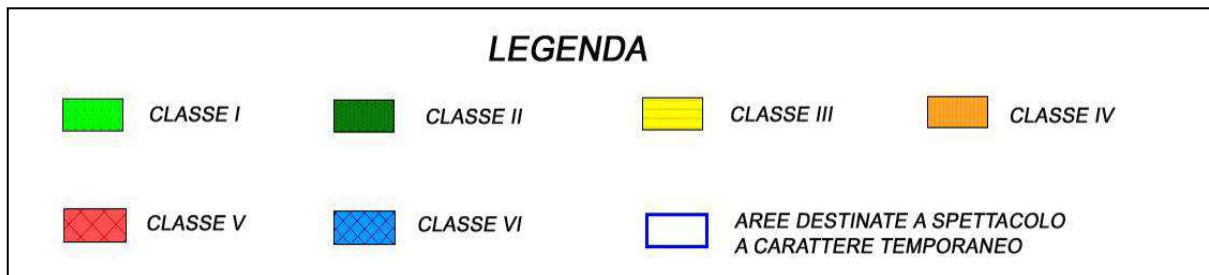 LEGENDA
CLASSE I
CLASSE II
CLASSE III
CLASSE IV
CLASSE V
CLASSE VI
AREE DESTINATE A SPETTACOLO
A CARATTERE TEMPORANEO